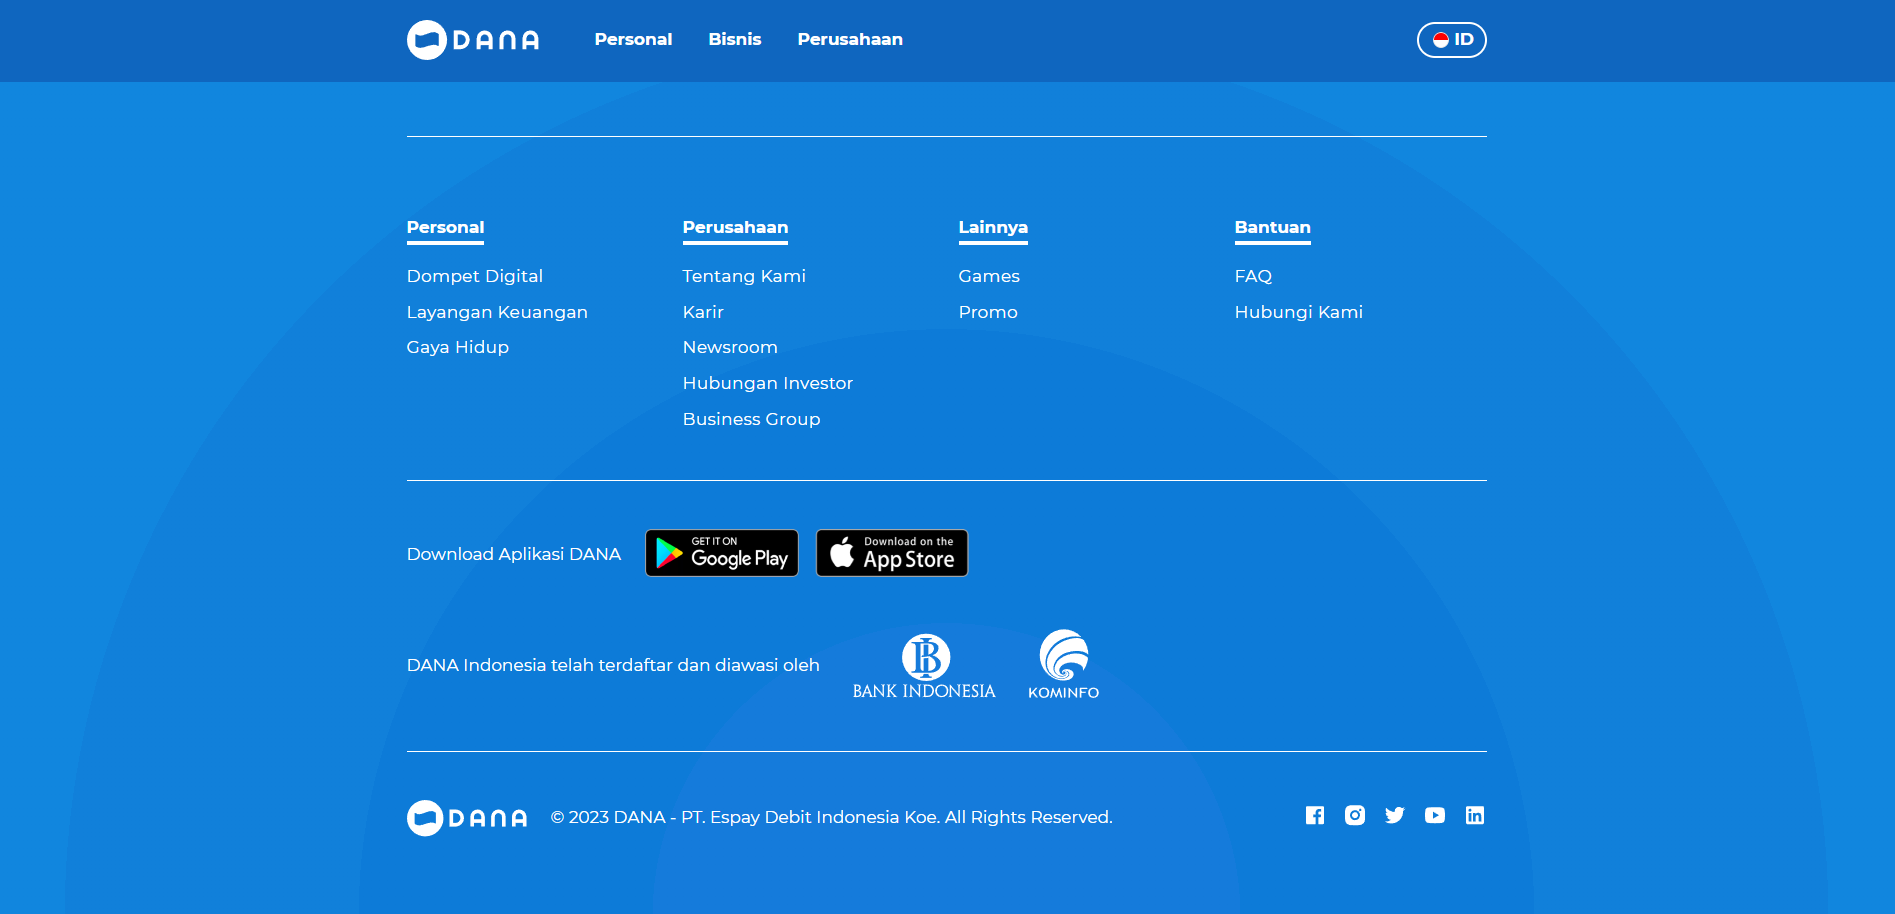 DANA
Personal
Bisnis
Perusahaan
ID
Personal
Dompet Digital
Layangan Keuangan
Gaya Hidup
Perusahaan
Tentang Kami
Karir
Newsroom
Hubungan Investor
Business Group
Lainnya
Games
Promo
Bantuan
FAQ
Hubungi Kami
Download Aplikasi DANA
GET IT ON
Google Play
Download on the
App Store
DANA Indonesia telah terdaftar dan diawasi oleh
BI
BANK INDONESIA
KOMINFO
DANA
© 2023 DANA - PT. Espay Debit Indonesia Koe. All Rights Reserved.